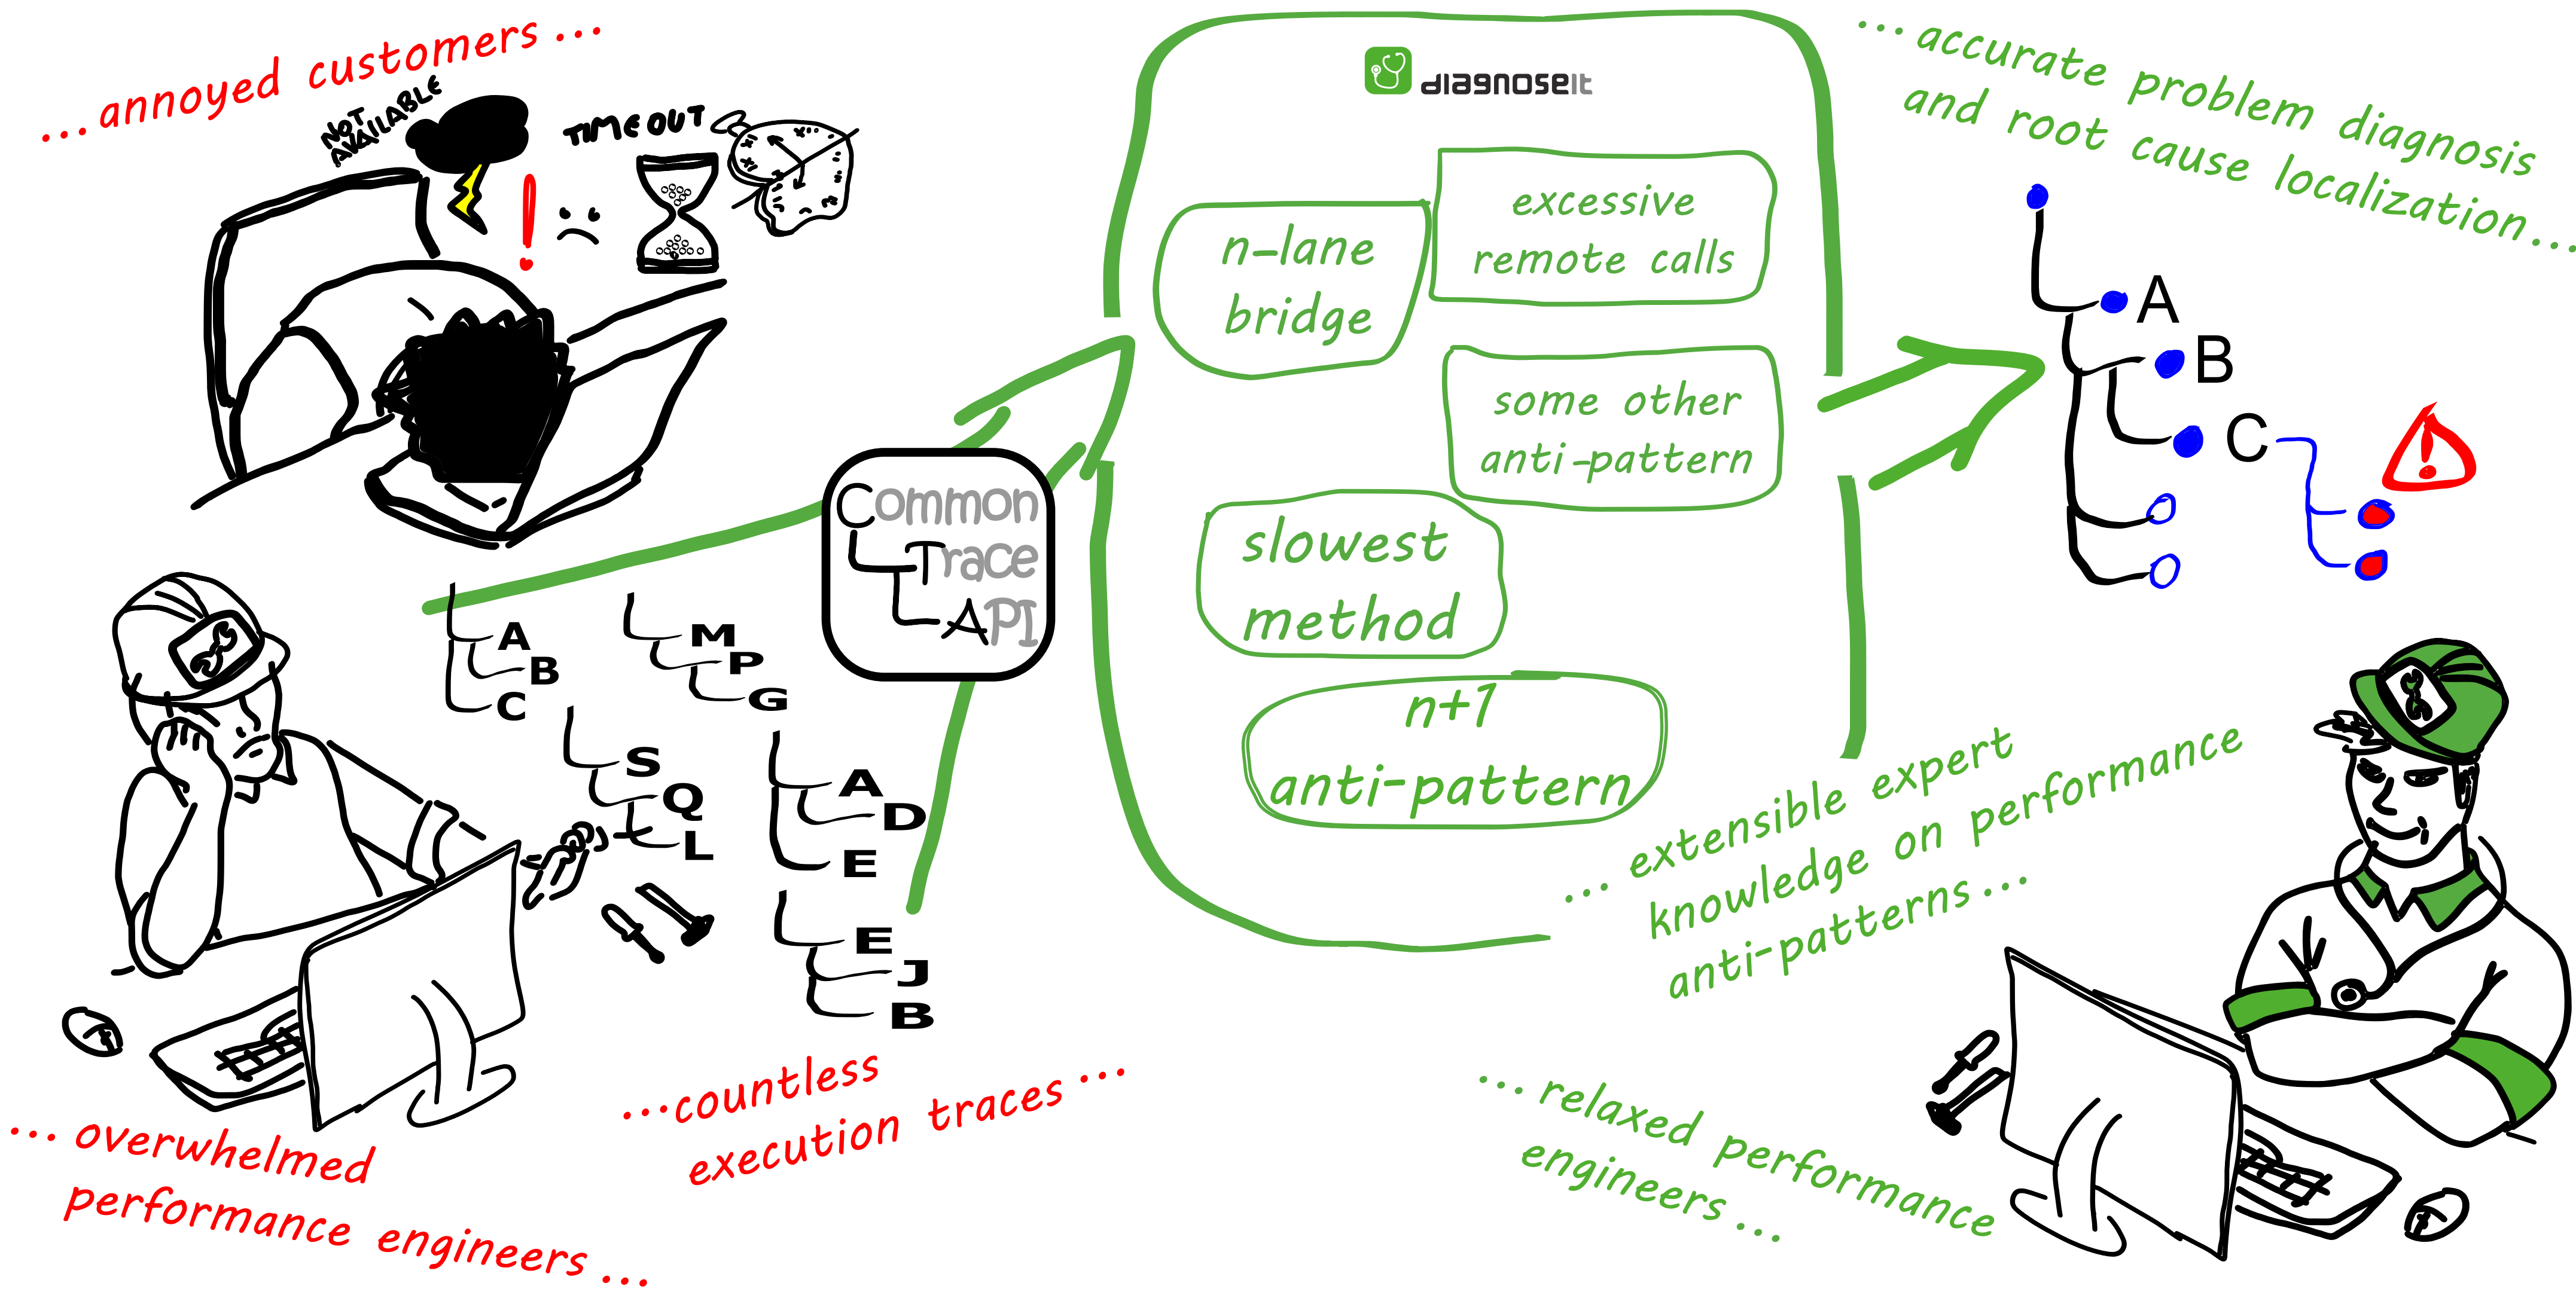 ...annoyed customers...
NOT
AVAILABLE
TIMEOUT
...overwhelmed
performance engineers...
A
B
C
M
P
G
S
Q
L
A
D
E
E
J
B
...countless
execution traces...
Common
Trace
API
diagnoseIt
n-lane
bridge
excessive
remote calls
some other
anti-pattern
slowest
method
n+1
anti-pattern
...extensible expert
knowledge on performance
anti-patterns...
...accurate problem diagnosis
and root cause localization...
A
B
C
!
...relaxed performance
engineers...